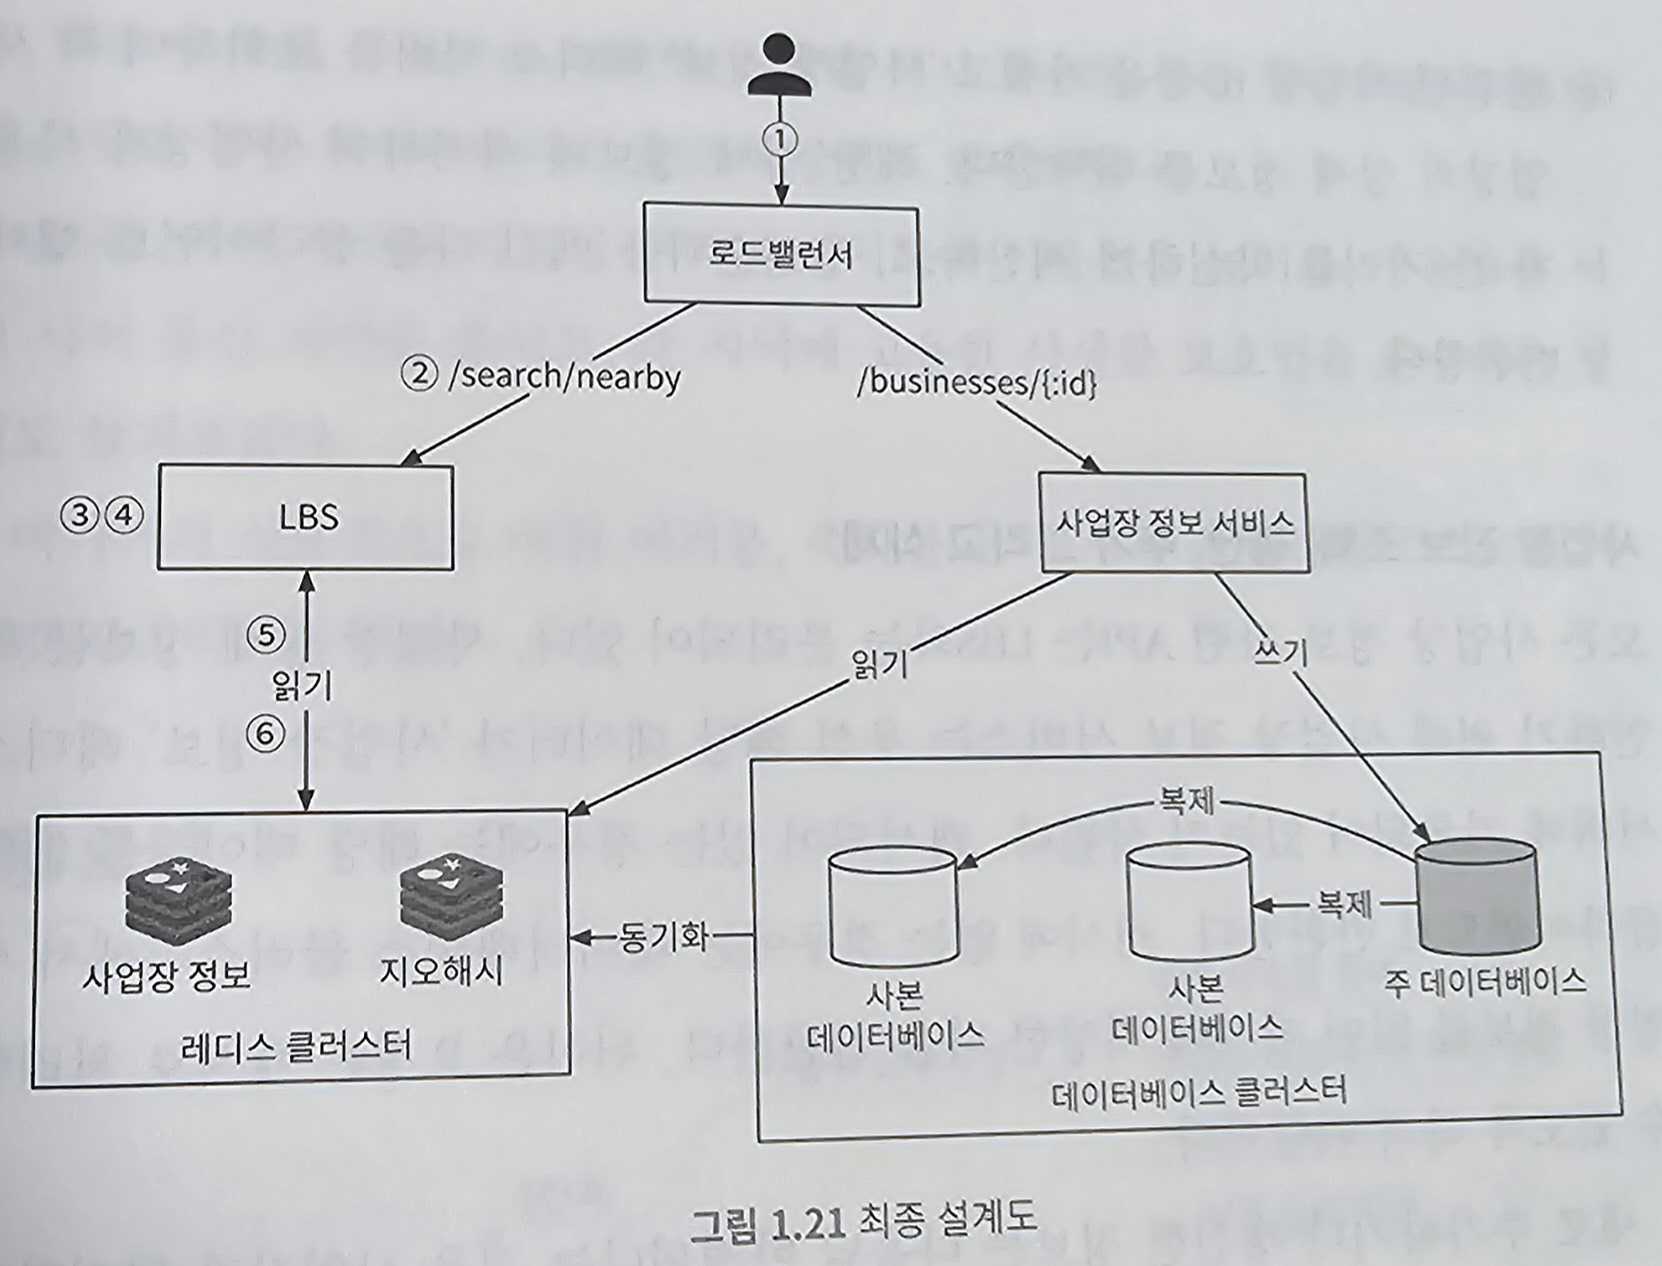 ①
로드밸런서
② /search/nearby
/businesses/{:id}
③④
LBS
사업장 정보 서비스
⑤
읽기
⑥
읽기
쓰기
복제
복제
동기화
사업장 정보
지오해시
레디스 클러스터
사본
데이터베이스
사본
데이터베이스
주 데이터베이스
데이터베이스 클러스터
그림 1.21 최종 설계도